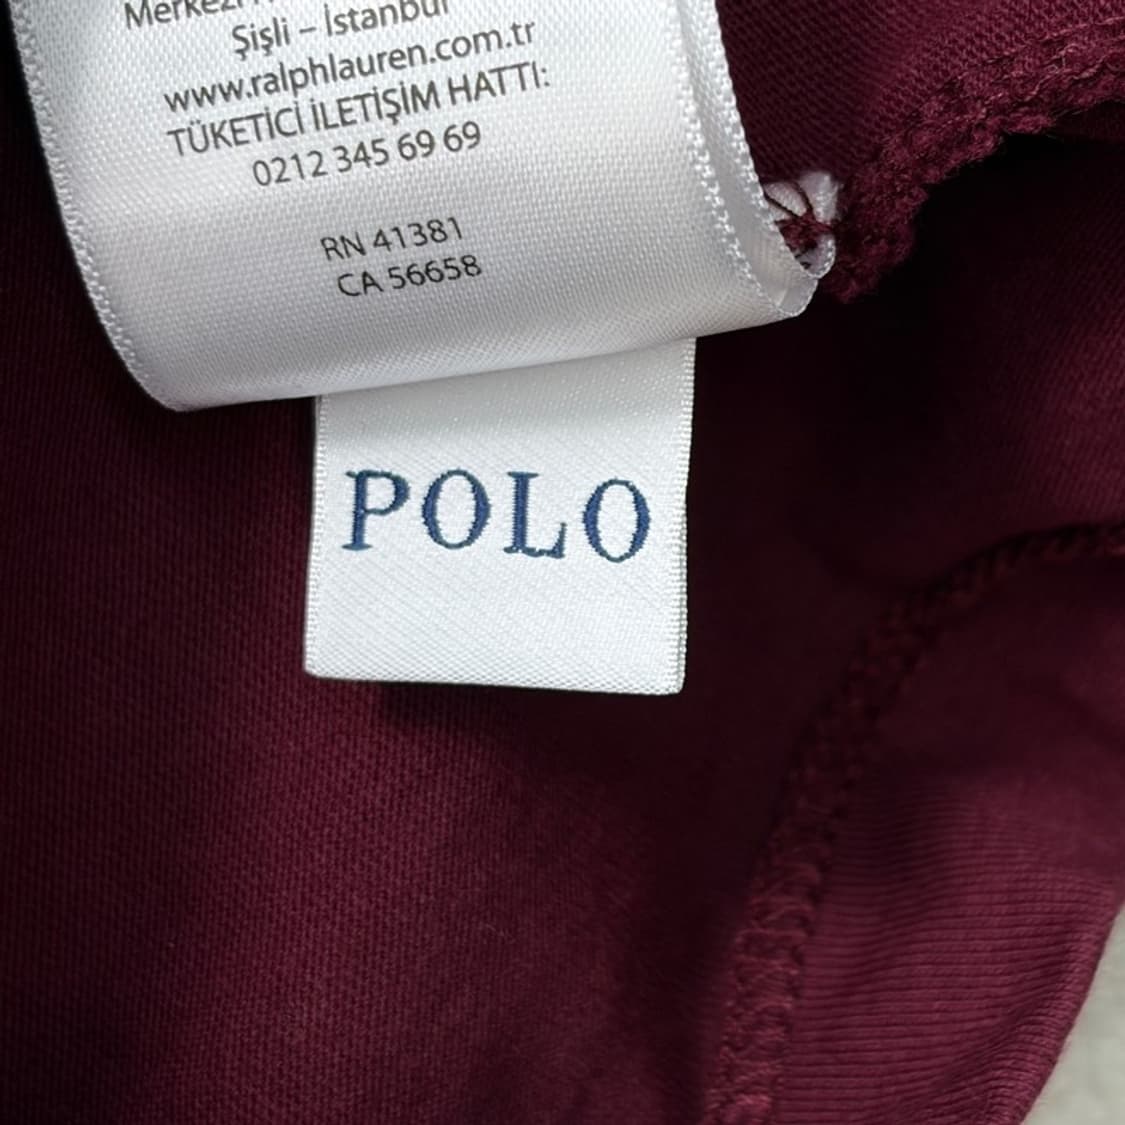 Merkezi
Şişli – İstanbul
www.ralphlauren.com.tr
TÜKETİCİ İLETİŞİM HATTI:
0212 345 69 69
RN 41381
CA 56658
POLO